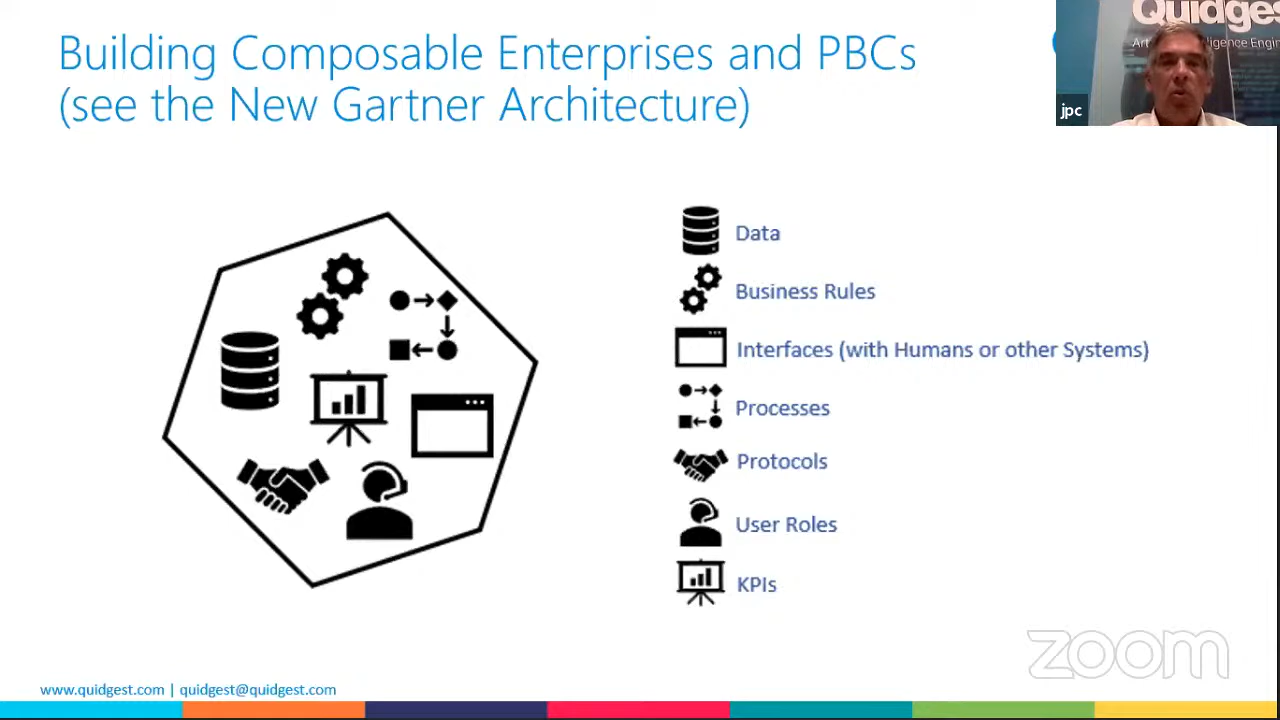 Building Composable Enterprises and PBCs
(see the New Gartner Architecture)
Quidges
jpc
Data
Business Rules
Interfaces (with Humans or other Systems)
Processes
Protocols
User Roles
KPIs
zoom
www.quidgest.com | quidgest@quidgest.com